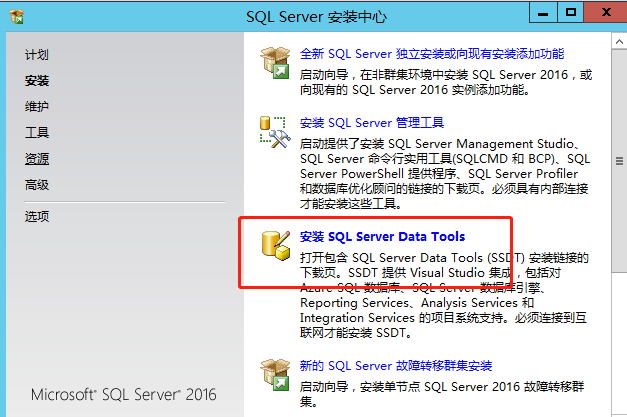 SQL Server 安装中心
计划
安装
维护
工具
资源
高级
选项
全新 SQL Server 独立安装或向现有安装添加功能
启动向导，在非群集环境中安装 SQL Server 2016，或
向现有的 SQL Server 2016 实例添加功能。
安装 SQL Server 管理工具
启动提供了安装 SQL Server Management Studio、
SQL Server 命令行实用工具(SQLCMD 和 BCP)、SQL
Server PowerShell 提供程序、SQL Server Profiler
和数据库优化顾问的链接的下载页。必须具有内部连接
才能安装这些工具。
安装 SQL Server Data Tools
打开包含 SQL Server Data Tools (SSDT) 安装链接的
下载页。SSDT 提供 Visual Studio 集成，包括对
Azure SQL 数据库、SQL Server 数据库引擎、
Reporting Services、Analysis Services 和
Integration Services 的项目系统支持。必须连接到互
联网才能安装 SSDT。
新的 SQL Server 故障转移群集安装
启动向导，安装单节点 SQL Server 2016 故障转移群
集。
Microsoft® SQL Server® 2016